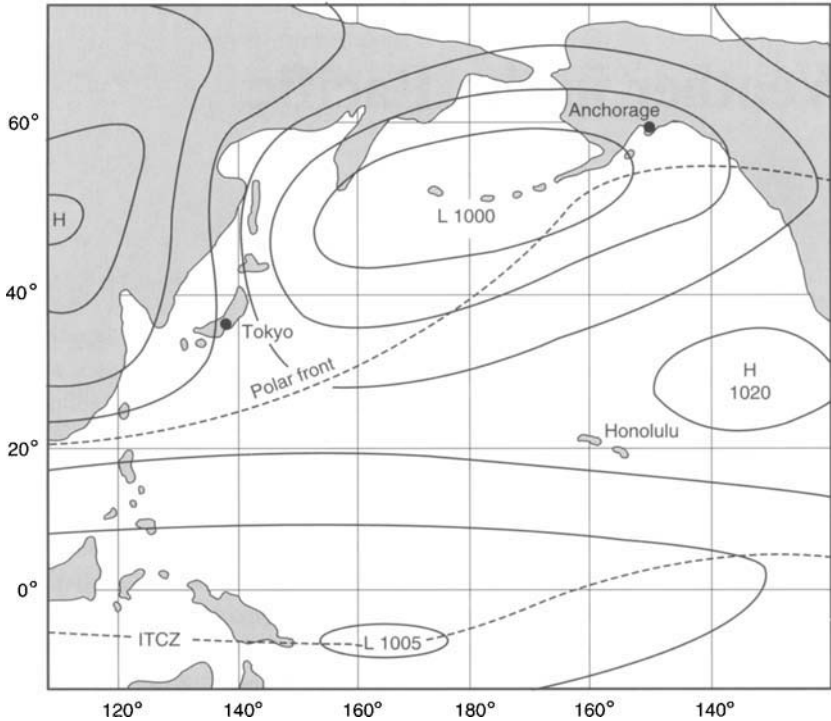 60°
Anchorage
H
L 1000
40°
Tokyo
Polar front
H
1020
Honolulu
20°
0°
ITCZ
L 1005
120°
140°
160°
180°
160°
140°